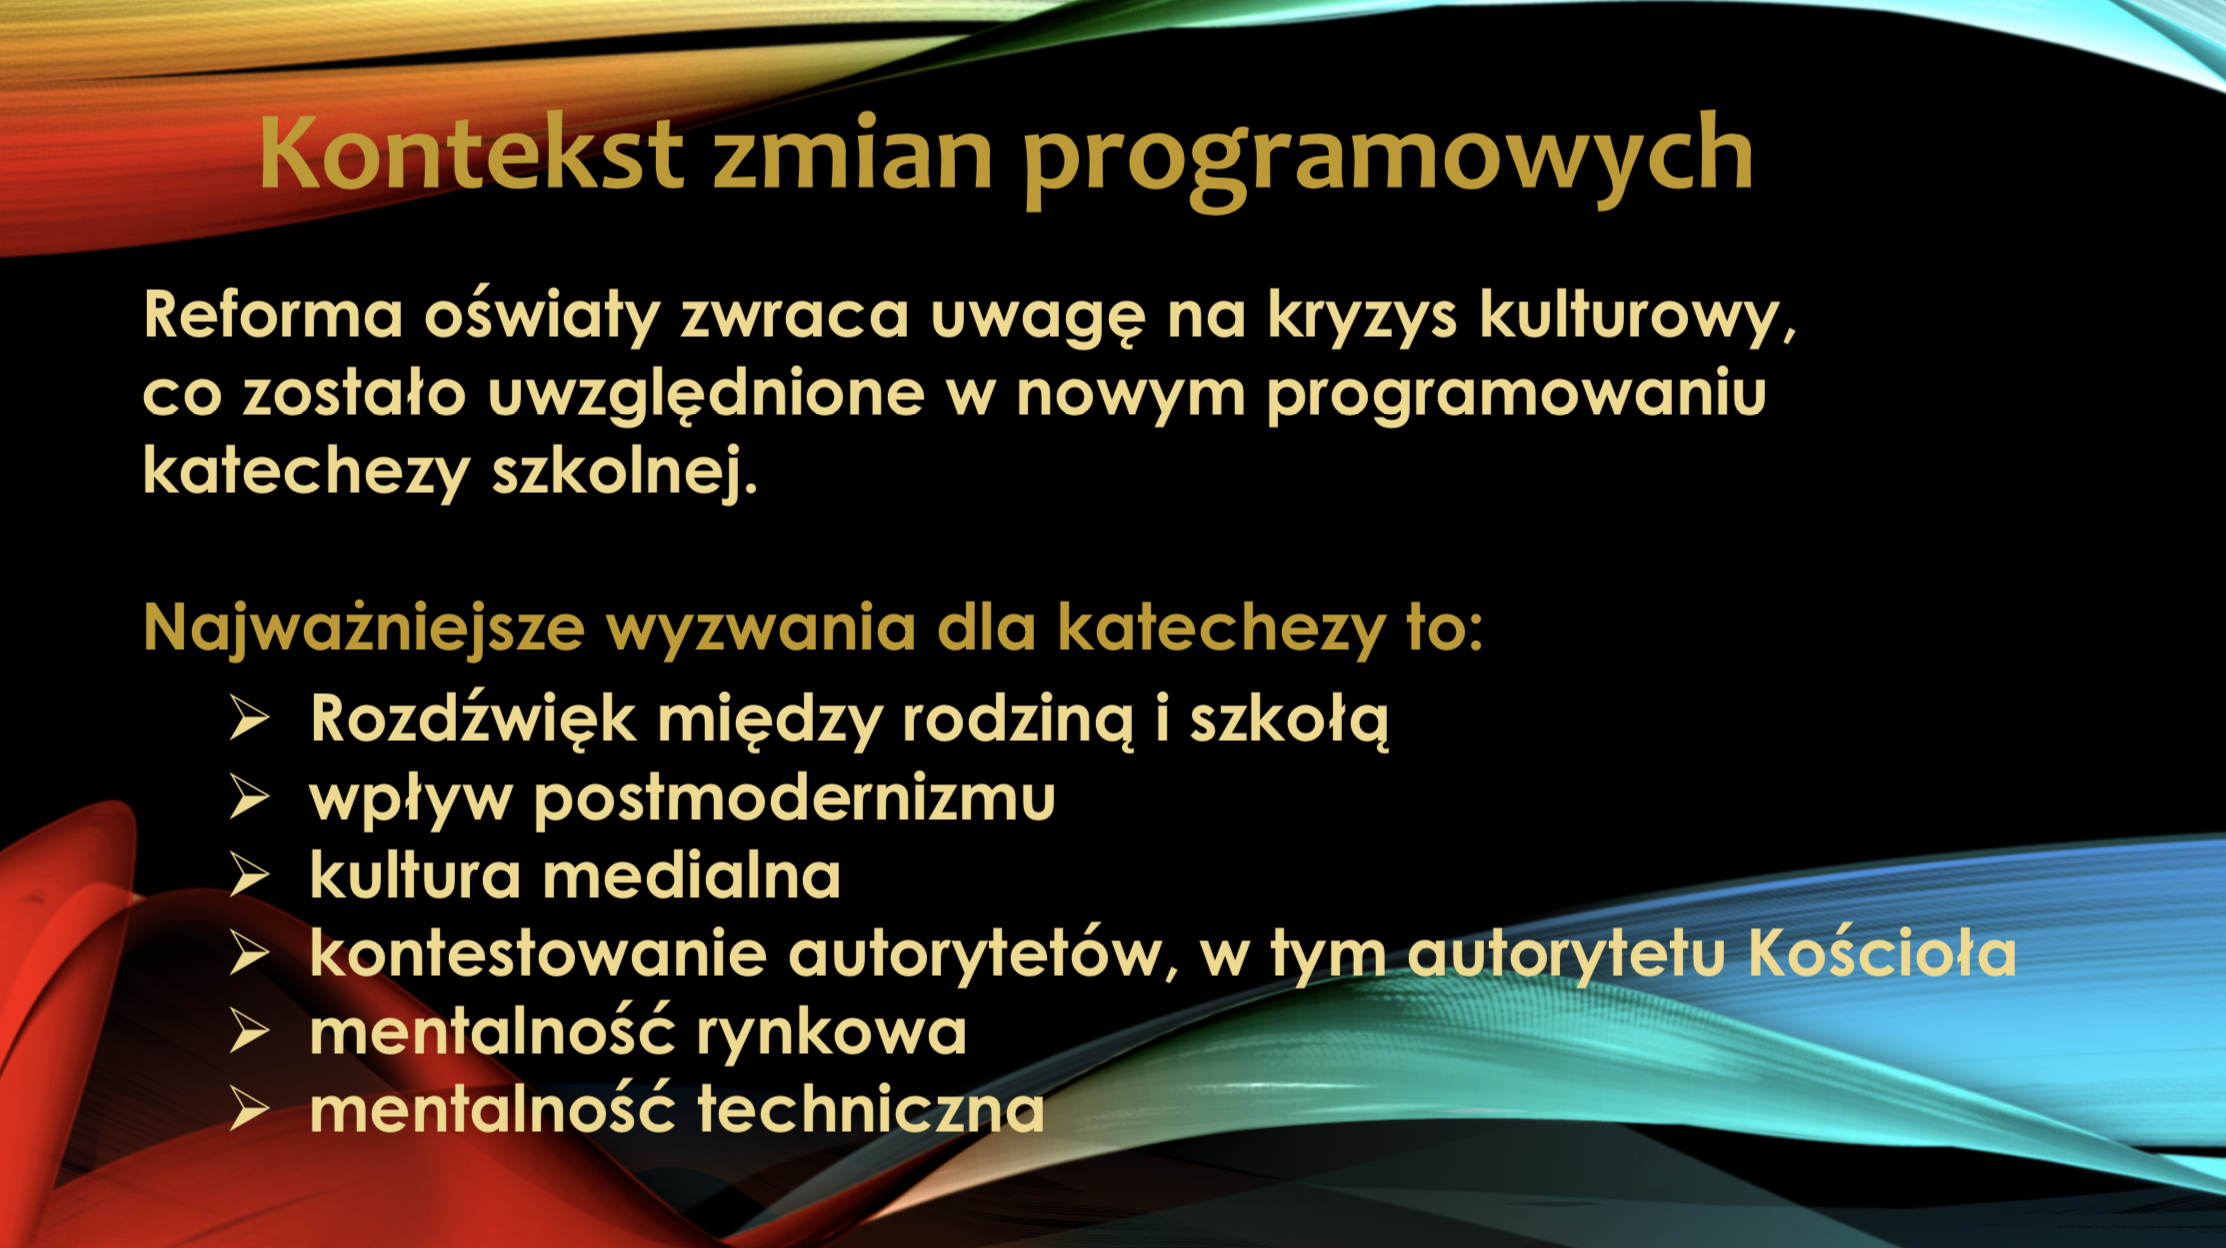 Kontekst zmian programowych
Reforma oświaty zwraca uwagę na kryzys kulturowy,
co zostało uwzględnione w nowym programowaniu
katechezy szkolnej.
Najważniejsze wyzwania dla katechezy to:
➢ Rozdźwięk między rodziną i szkołą
➢ wpływ postmodernizmu
➢ kultura medialna
➢ kontestowanie autorytetów, w tym autorytetu Kościoła
➢ mentalność rynkowa
➢ mentalność techniczna